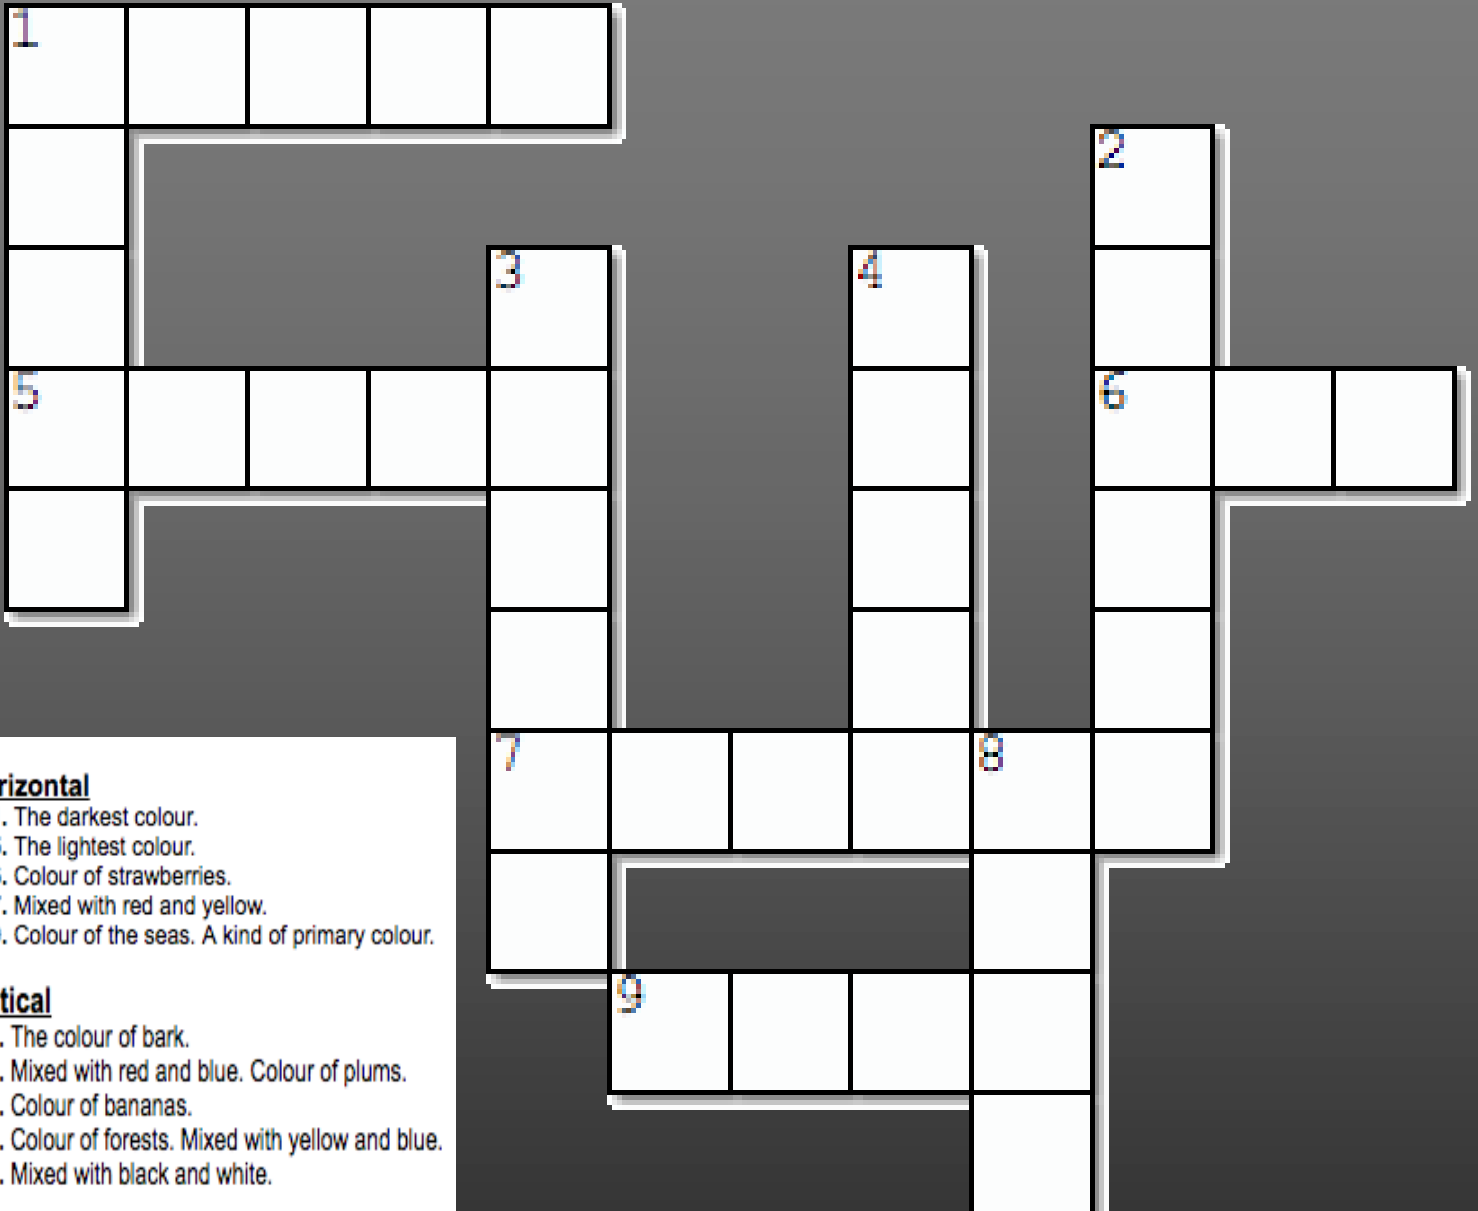 1
2
3
4
5
6
7
8
9
rizontal
. The darkest colour.
. The lightest colour.
. Colour of strawberries.
. Mixed with red and yellow.
. Colour of the seas. A kind of primary colour.
tical
. The colour of bark.
. Mixed with red and blue. Colour of plums.
. Colour of bananas.
. Colour of forests. Mixed with yellow and blue.
. Mixed with black and white.